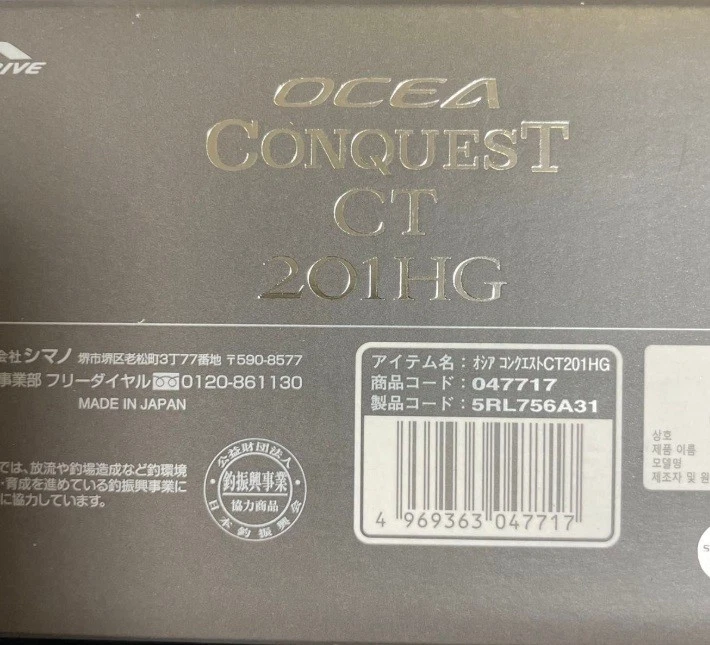 RIVE
OCEA
CONQUEST
CT
201HG
会社シマノ 堺市堺区老松町3丁77番地 〒590-8577
事業部 フリーダイヤル 0120-861130
MADE IN JAPAN
では、放流や釣場造成など釣環境
・育成を進めている釣振興事業に
に協力しています。
公益財団法人
釣振興事業
協力商品
日本釣振興会
アイテム名：オシア コンクエストCT201HG
商品コード：047717
製品コード：5RL756A31
4 969363 047717
상호
제품 이름
모델명
제조자 및 원
S